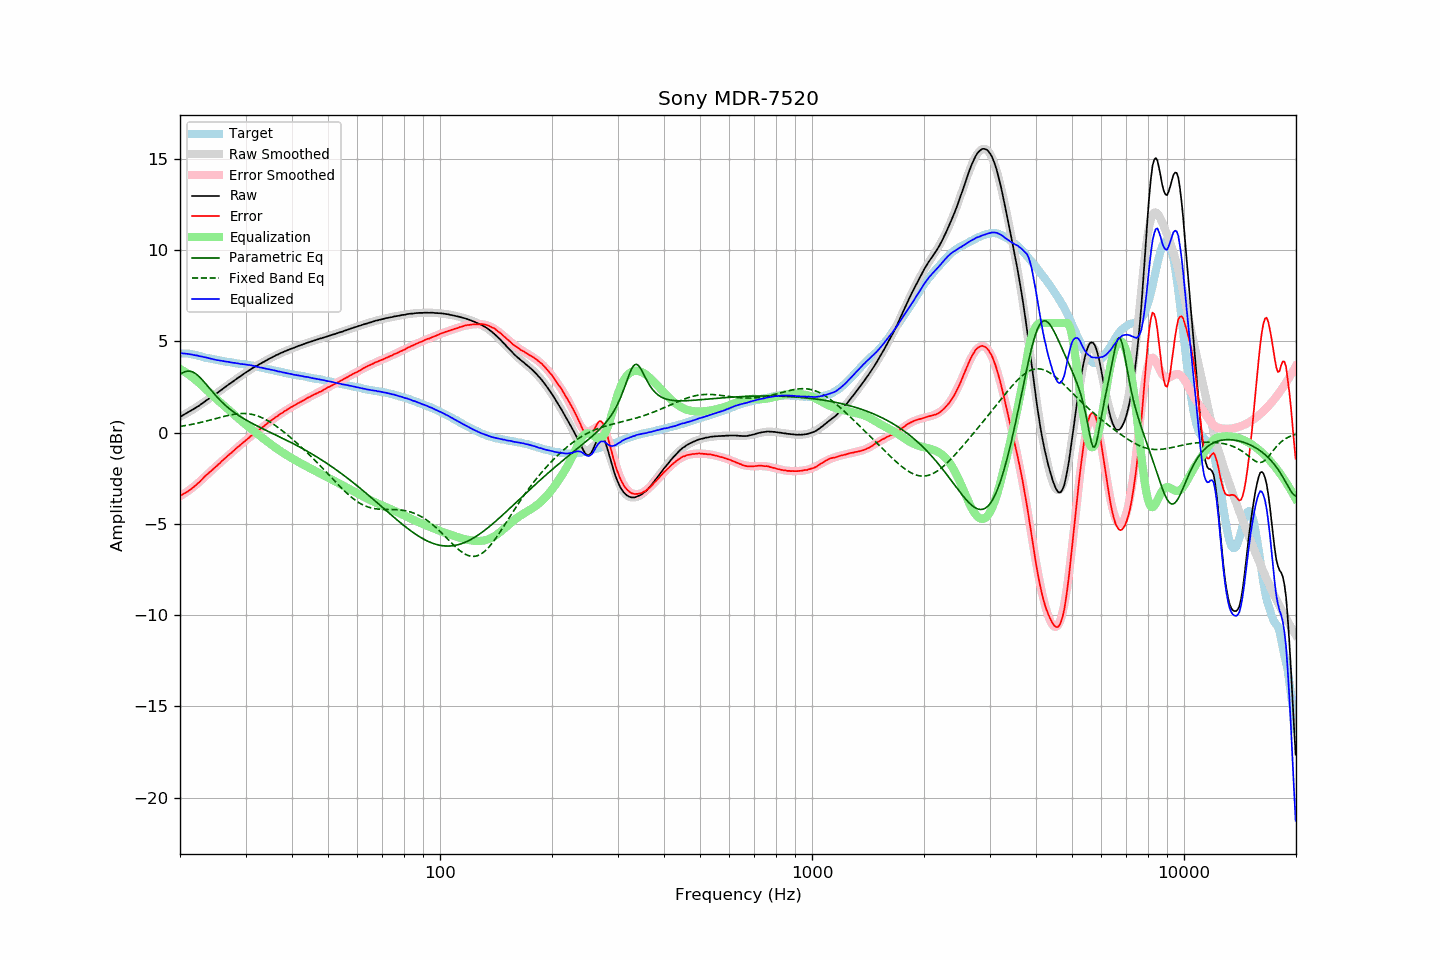 Sony MDR-7520
Target
Raw Smoothed
Error Smoothed
Raw
Error
Equalization
Parametric Eq
Fixed Band Eq
Equalized
15
10
5
0
−5
−10
−15
−20
Amplitude (dBr)
100 1000 10000
Frequency (Hz)